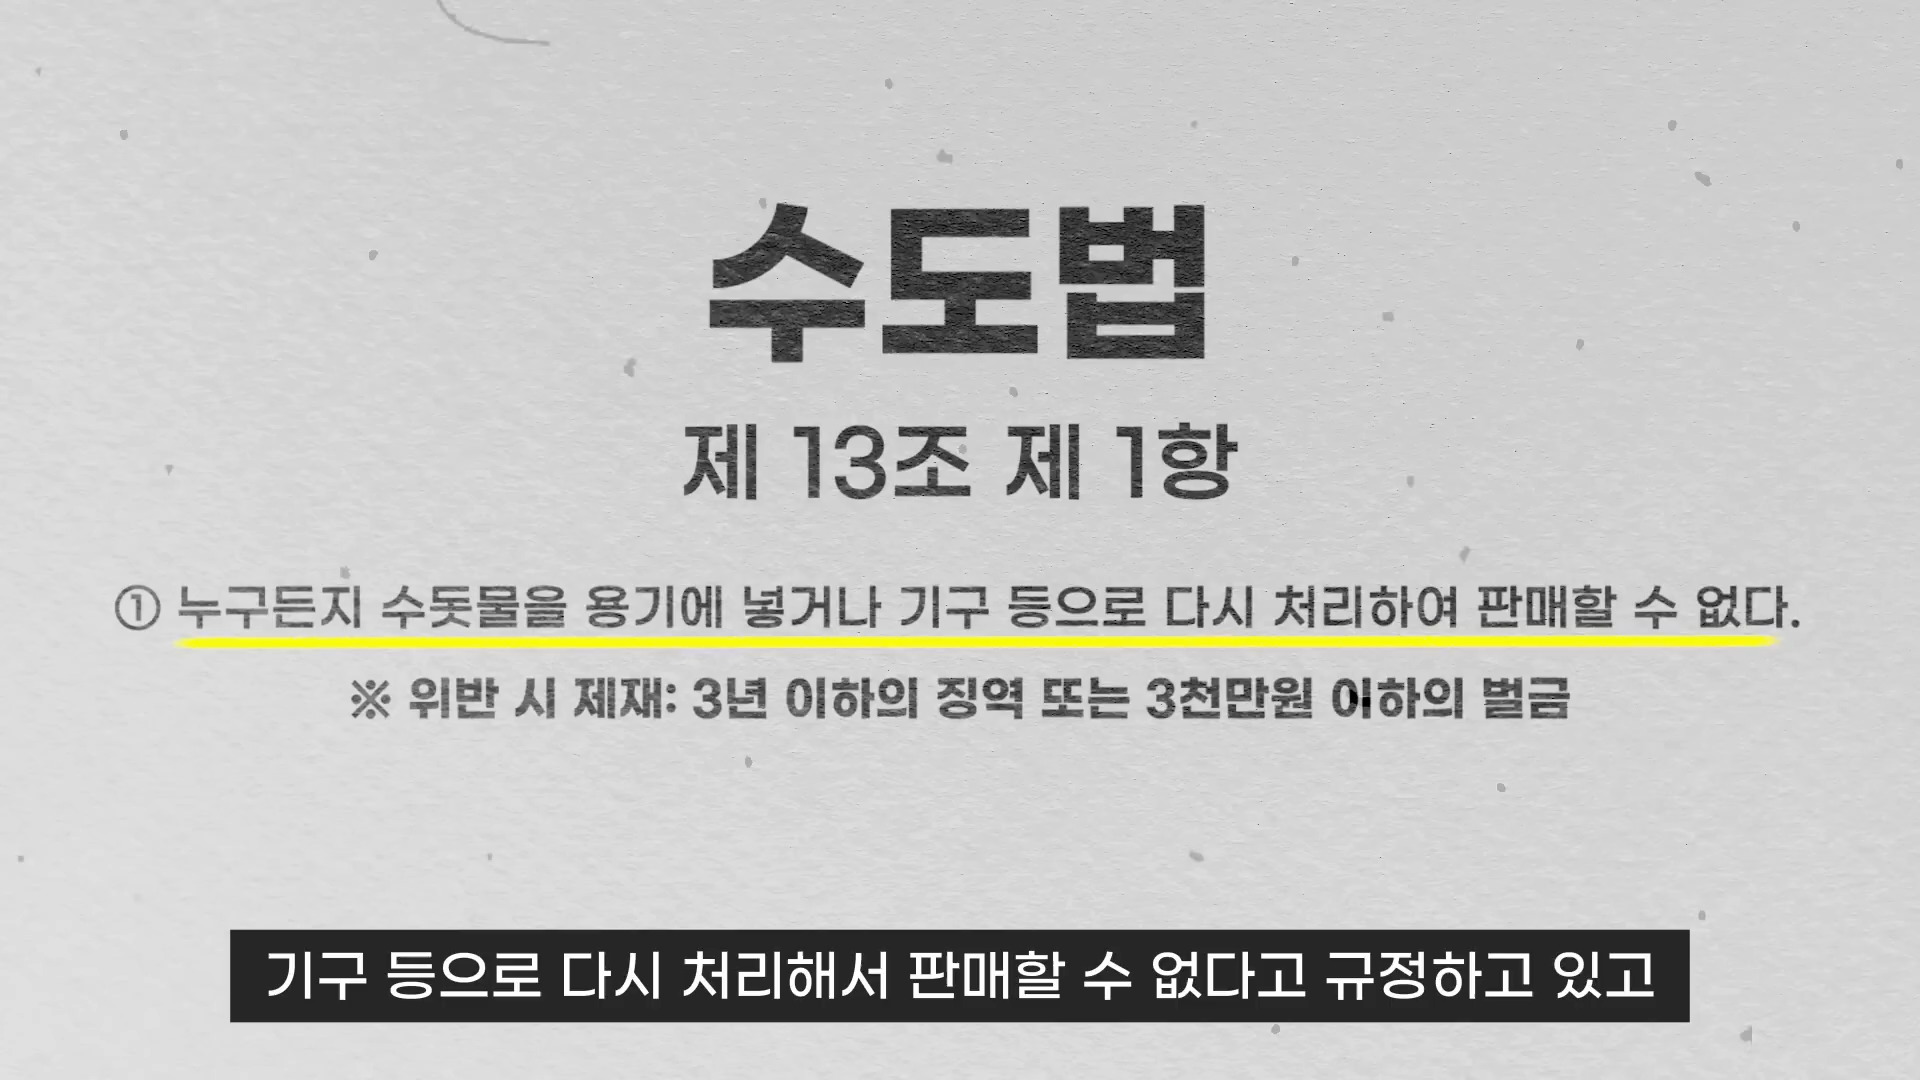 수도법
제 13조 제 1항
① 누구든지 수돗물을 용기에 넣거나 기구 등으로 다시 처리하여 판매할 수 없다.
※ 위반 시 제재: 3년 이하의 징역 또는 3천만원 이하의 벌금
기구 등으로 다시 처리해서 판매할 수 없다고 규정하고 있고